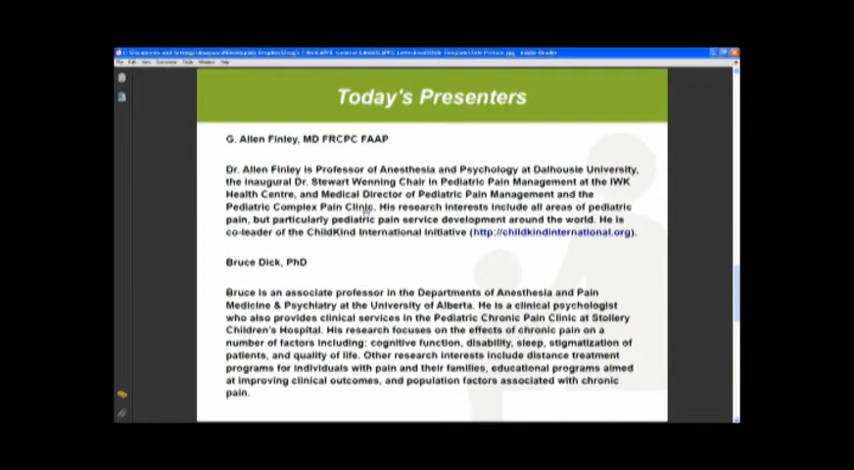 Today's Presenters
G. Allen Finley, MD FRCPC FAAP
Dr. Allen Finley is Professor of Anesthesia and Psychology at Dalhousie University,
the inaugural Dr. Stewart Wenning Chair in Pediatric Pain Management at the IWK
Health Centre, and Medical Director of Pediatric Pain Management and the
Pediatric Complex Pain Clinic. His research interests include all areas of pediatric
pain, but particularly pediatric pain service development around the world. He is
co-leader of the ChildKind International Initiative (http://childkindinternational.org).
Bruce Dick, PhD
Bruce is an associate professor in the Departments of Anesthesia and Pain
Medicine & Psychiatry at the University of Alberta. He is a clinical psychologist
who also provides clinical services in the Pediatric Chronic Pain Clinic at Stollery
Children's Hospital. His research focuses on the effects of chronic pain on a
number of factors including: cognitive function, disability, sleep, stigmatization of
patients, and quality of life. Other research interests include distance treatment
programs for individuals with pain and their families, educational programs aimed
at improving clinical outcomes, and population factors associated with chronic
pain.